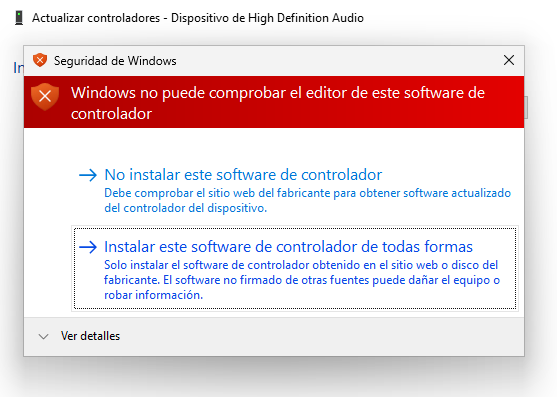 Actualizar controladores - Dispositivo de High Definition Audio
In
Seguridad de Windows
Windows no puede comprobar el editor de este software de
controlador
No instalar este software de controlador
Debe comprobar el sitio web del fabricante para obtener software actualizado
del controlador del dispositivo.
Instalar este software de controlador de todas formas
Solo instalar el software de controlador obtenido en el sitio web o disco del
fabricante. El software no firmado de otras fuentes puede dañar el equipo o
robar información.
Ver detalles